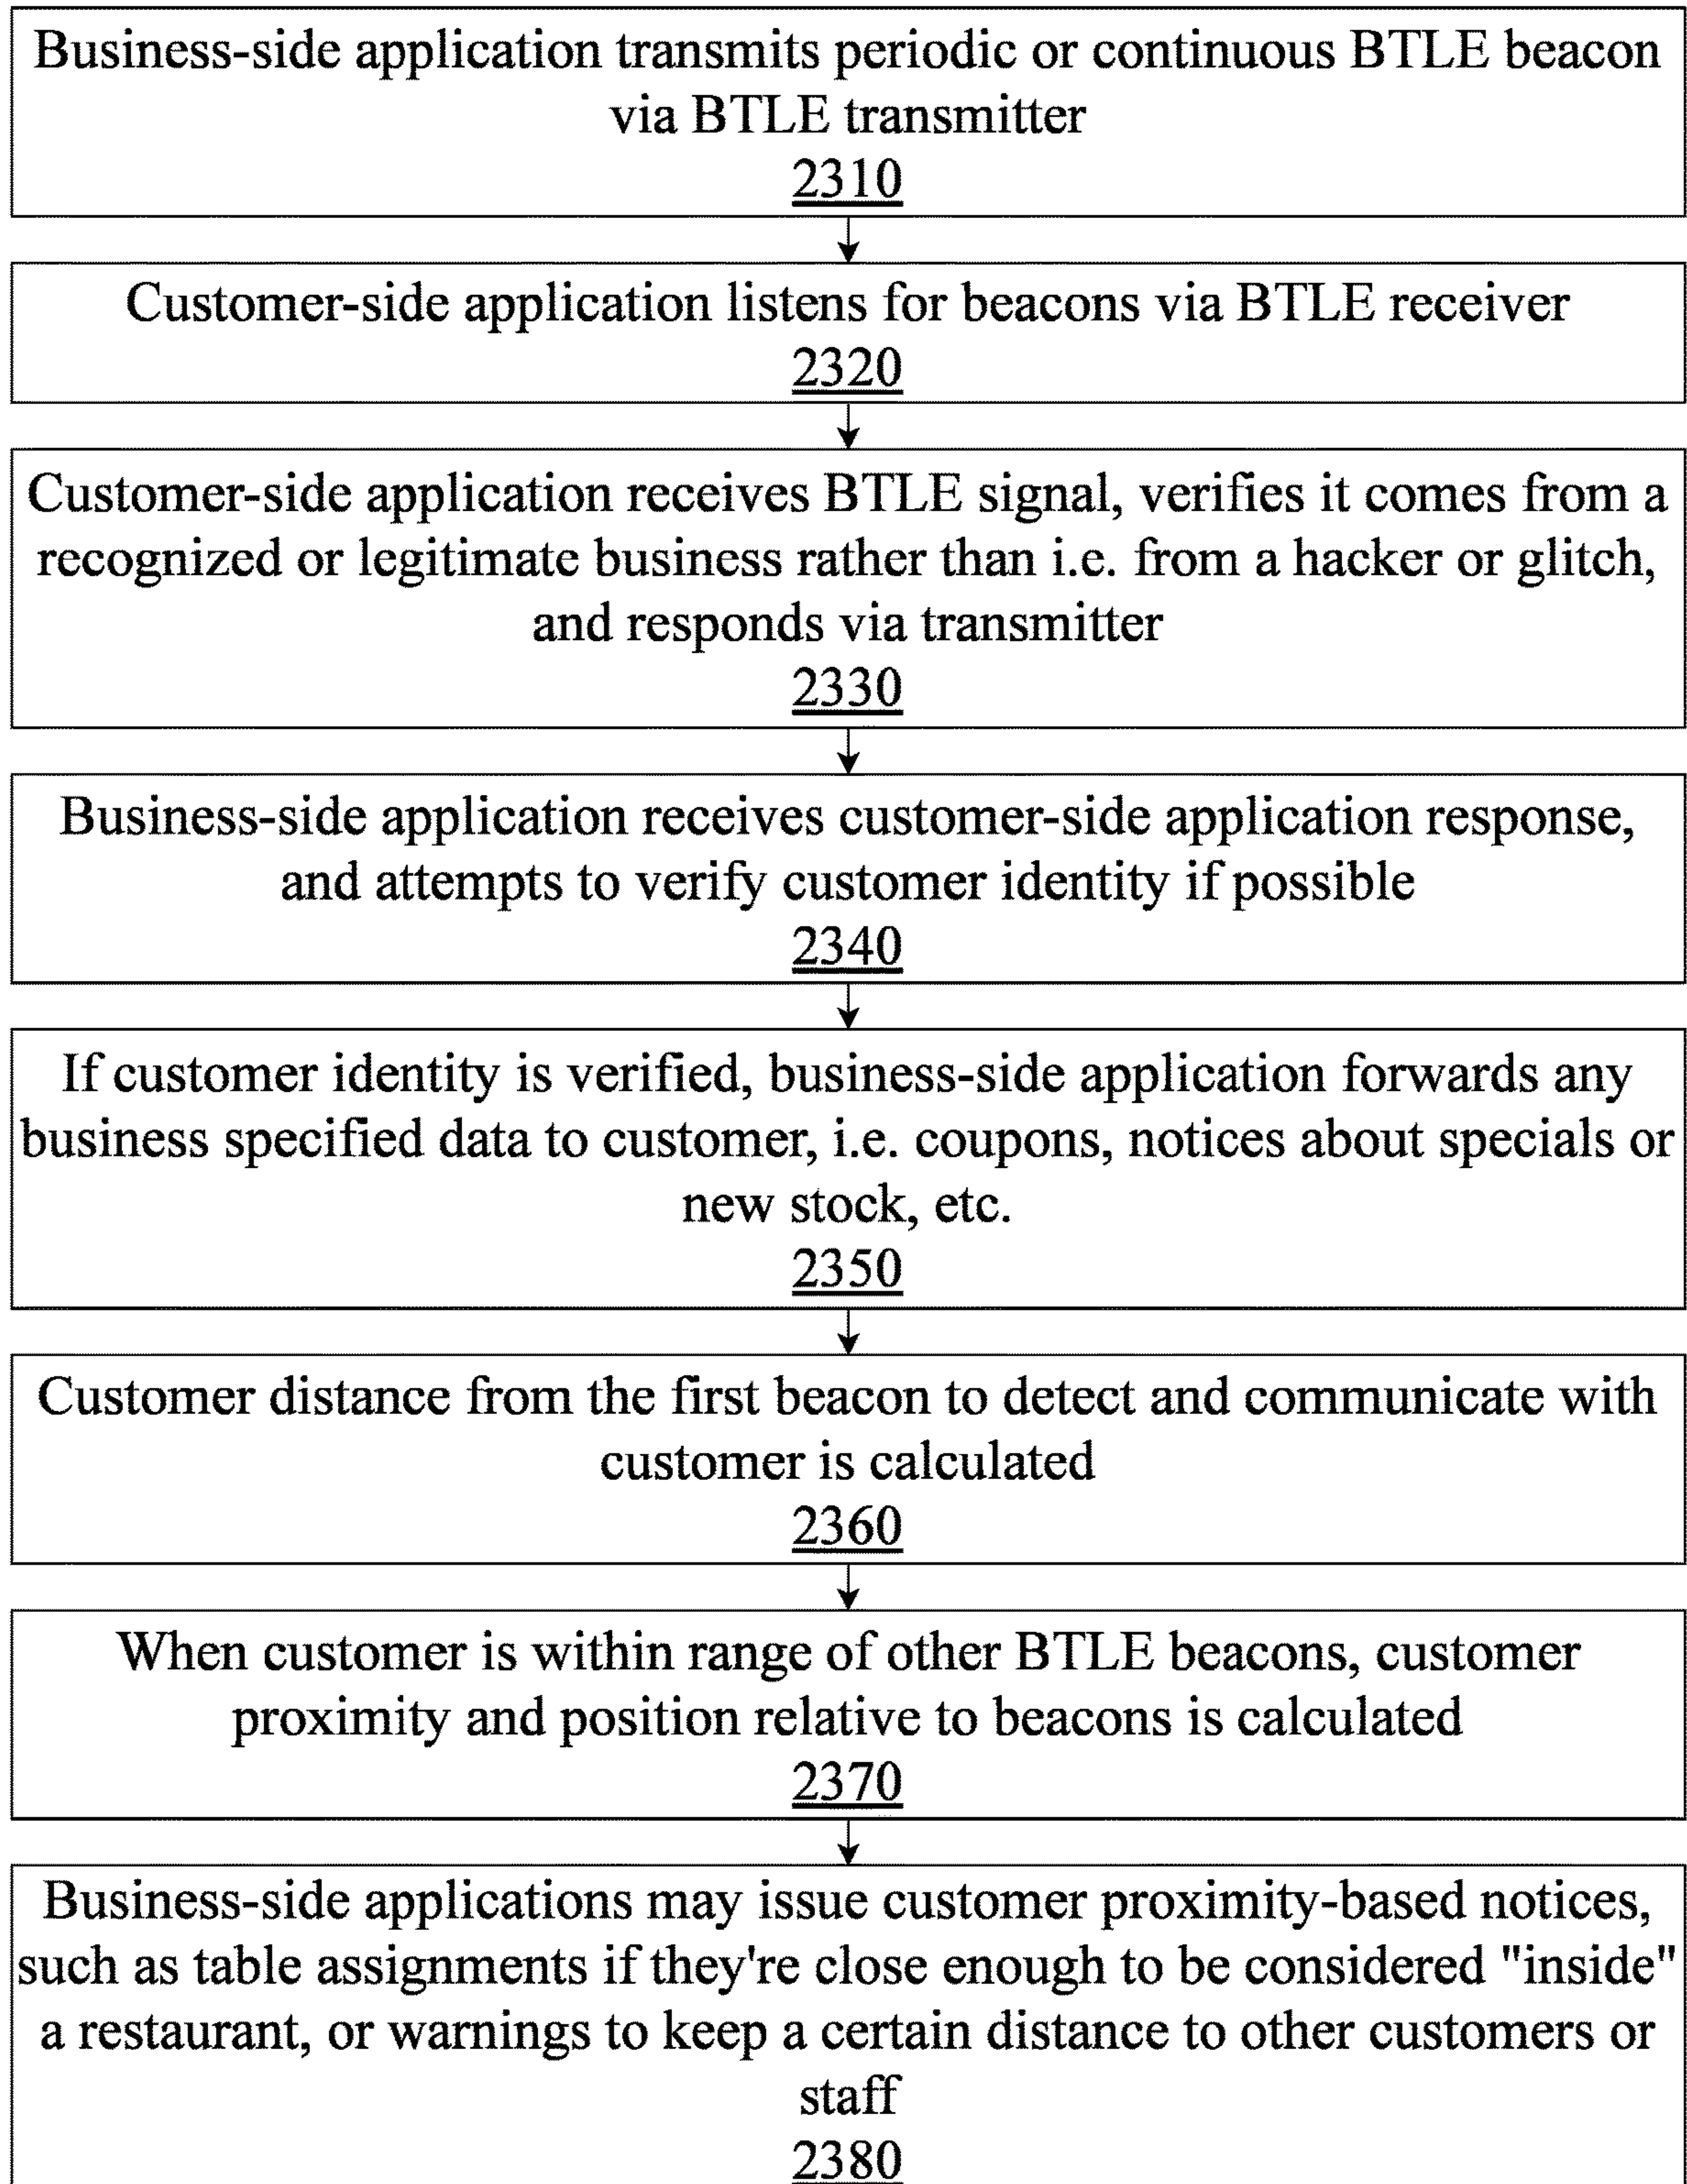 Business-side application transmits periodic or continuous BTLE beacon
via BTLE transmitter
2310
Customer-side application listens for beacons via BTLE receiver
2320
Customer-side application receives BTLE signal, verifies it comes from a
recognized or legitimate business rather than i.e. from a hacker or glitch,
and responds via transmitter
2330
Business-side application receives customer-side application response,
and attempts to verify customer identity if possible
2340
If customer identity is verified, business-side application forwards any
business specified data to customer, i.e. coupons, notices about specials or
new stock, etc.
2350
Customer distance from the first beacon to detect and communicate with
customer is calculated
2360
When customer is within range of other BTLE beacons, customer
proximity and position relative to beacons is calculated
2370
Business-side applications may issue customer proximity-based notices,
such as table assignments if they're close enough to be considered "inside"
a restaurant, or warnings to keep a certain distance to other customers or
staff
2380